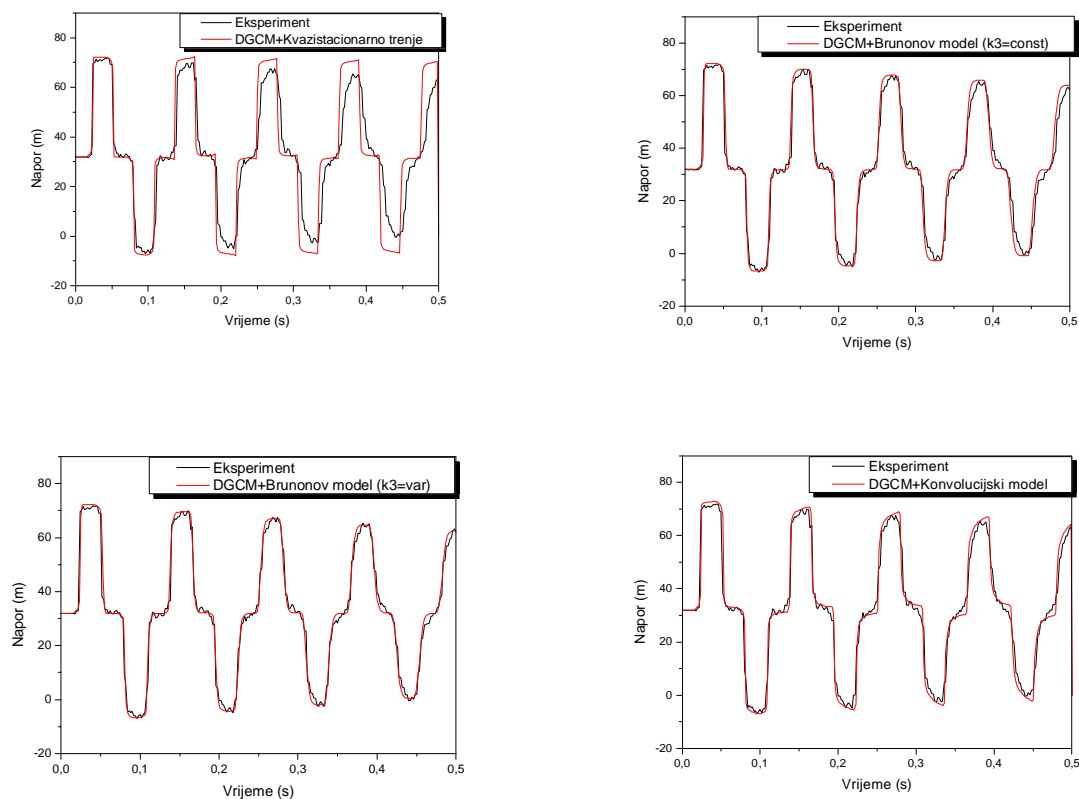 Eksperiment
DGCM+Kvazistacionarno trenje
80
60
40
20
0
-20
Napor (m)
0,0 0,1 0,2 0,3 0,4 0,5
Vrijeme (s)
Eksperiment
DGCM+Brunonov model (k3=const)
80
60
40
20
0
-20
Napor (m)
0,0 0,1 0,2 0,3 0,4 0,5
Vrijeme (s)
Eksperiment
DGCM+Brunonov model (k3=var)
80
60
40
20
0
-20
Napor (m)
0,0 0,1 0,2 0,3 0,4 0,5
Vrijeme (s)
Eksperiment
DGCM+Konvolucijski model
80
60
40
20
0
-20
Napor (m)
0,0 0,1 0,2 0,3 0,4 0,5
Vrijeme (s)